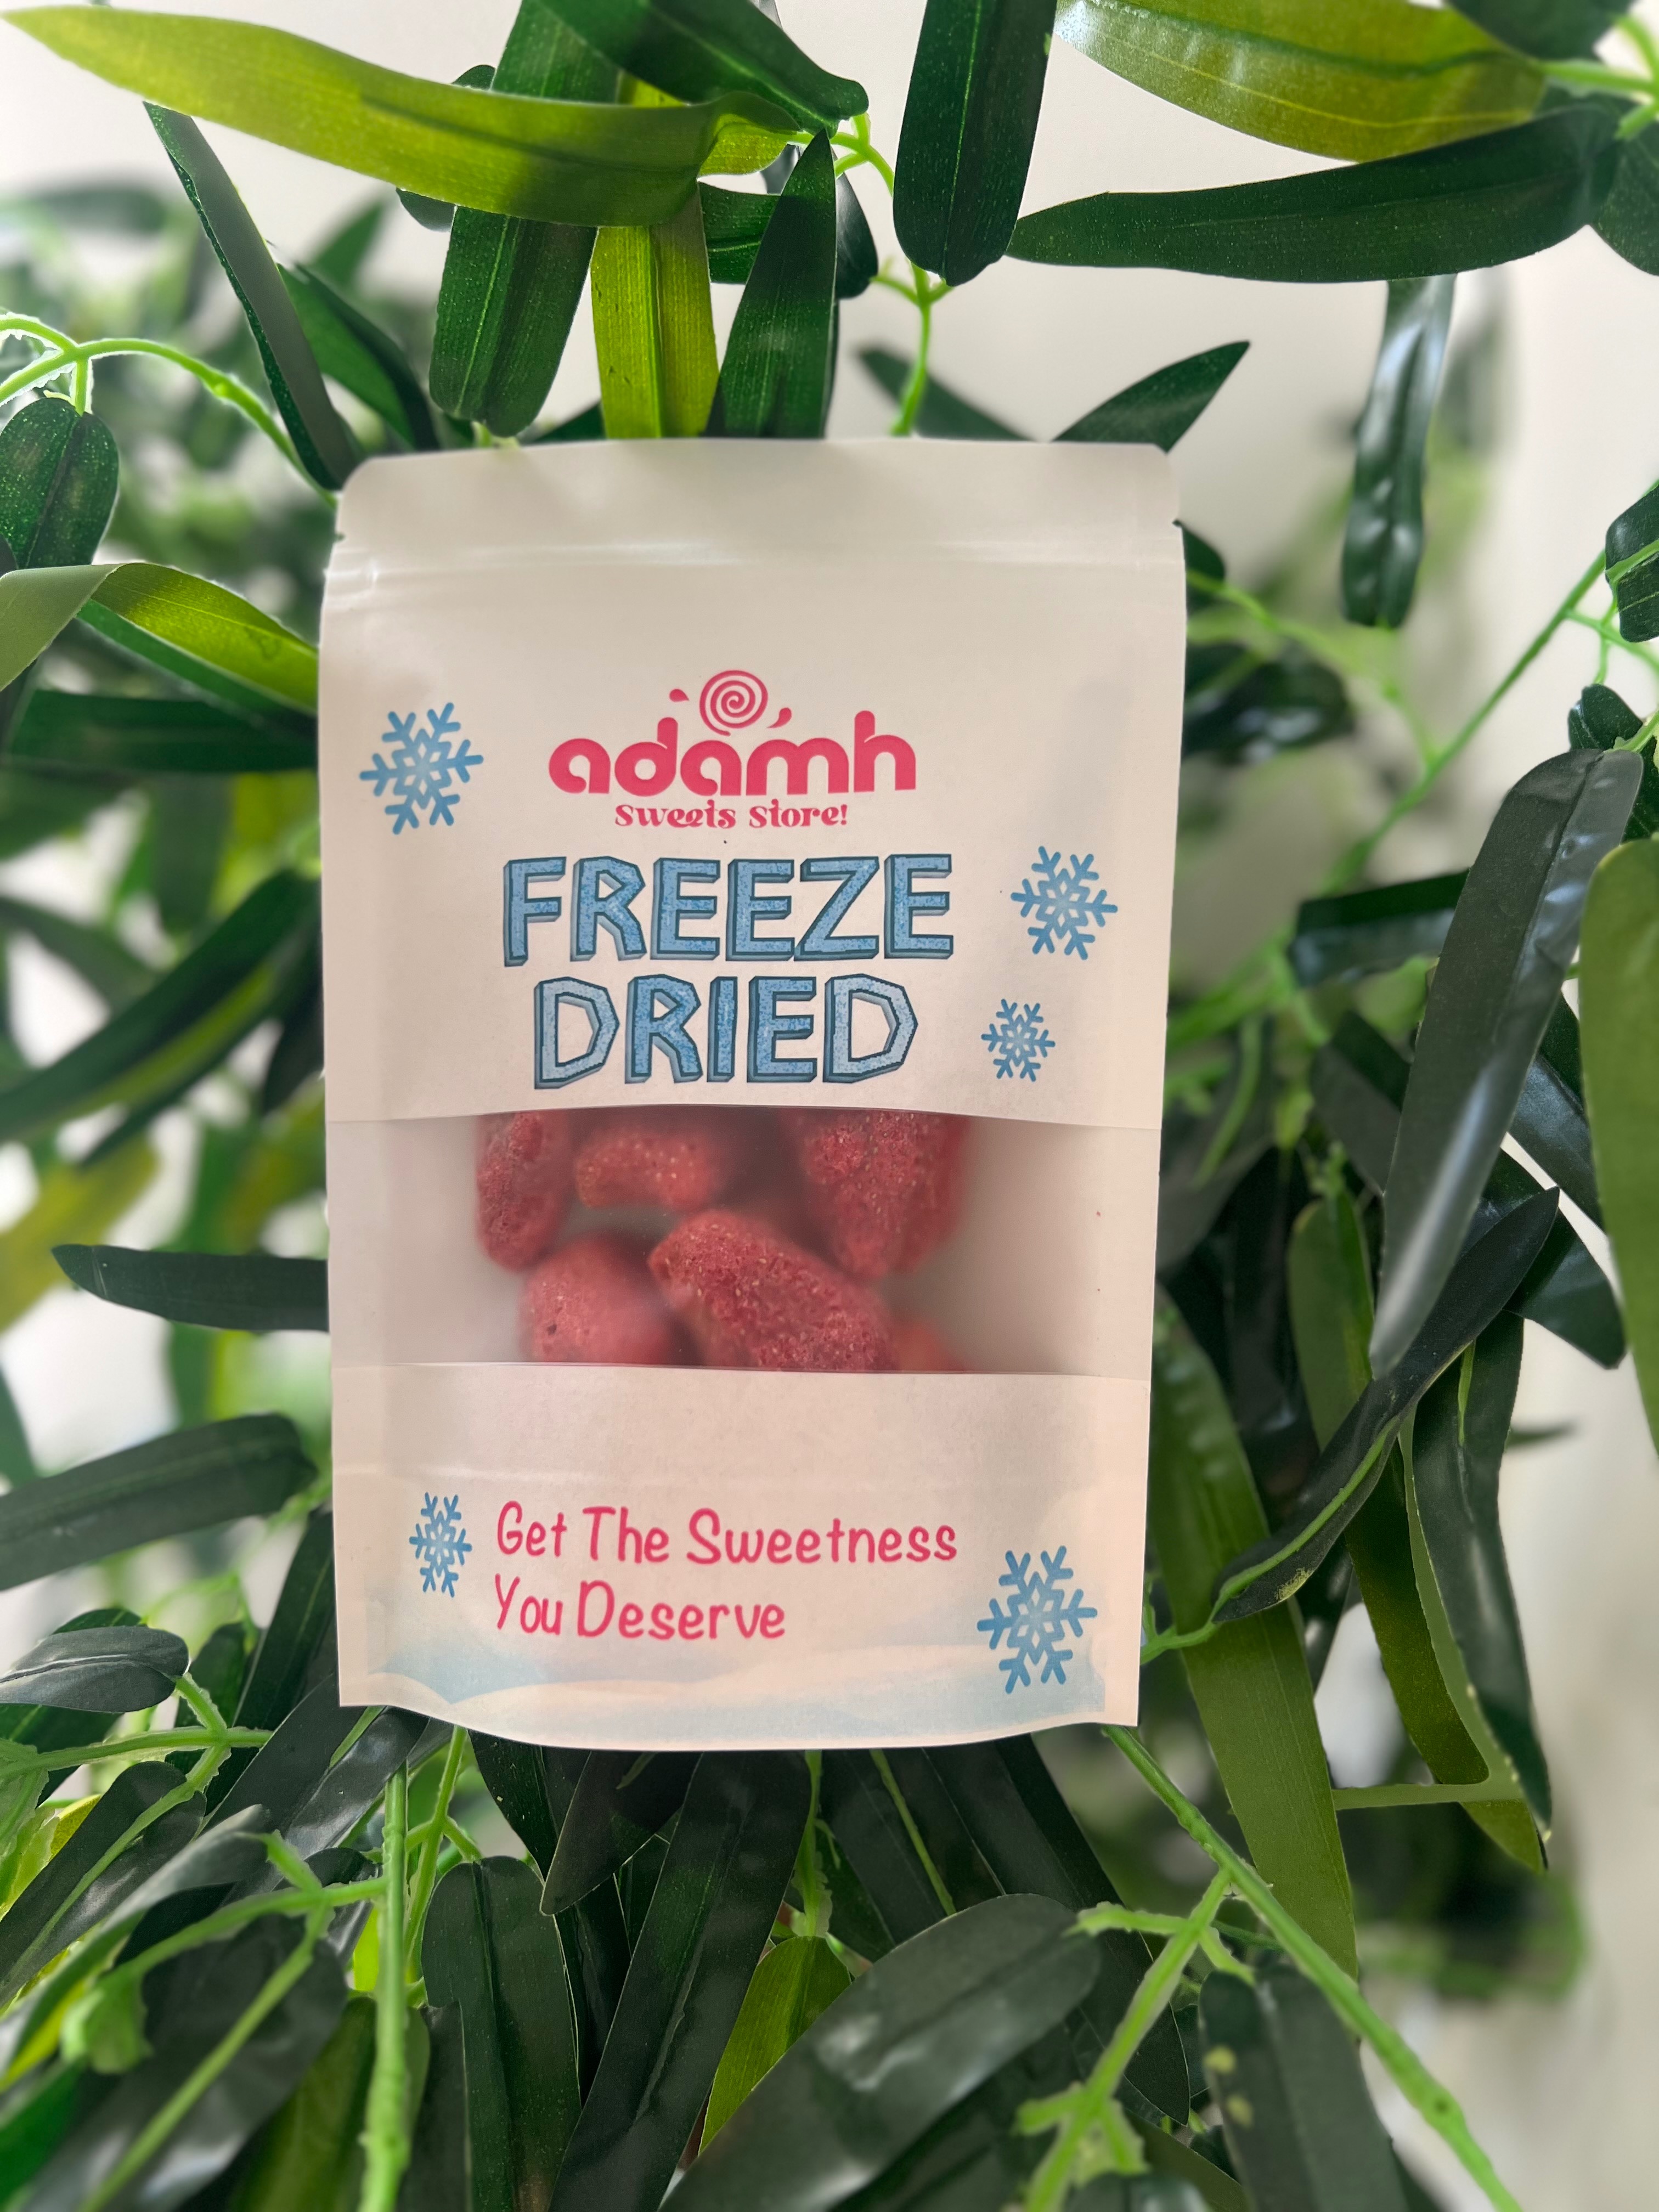 adamh
sweets store!
FREEZE
DRIED
Get The Sweetness
You Deserve